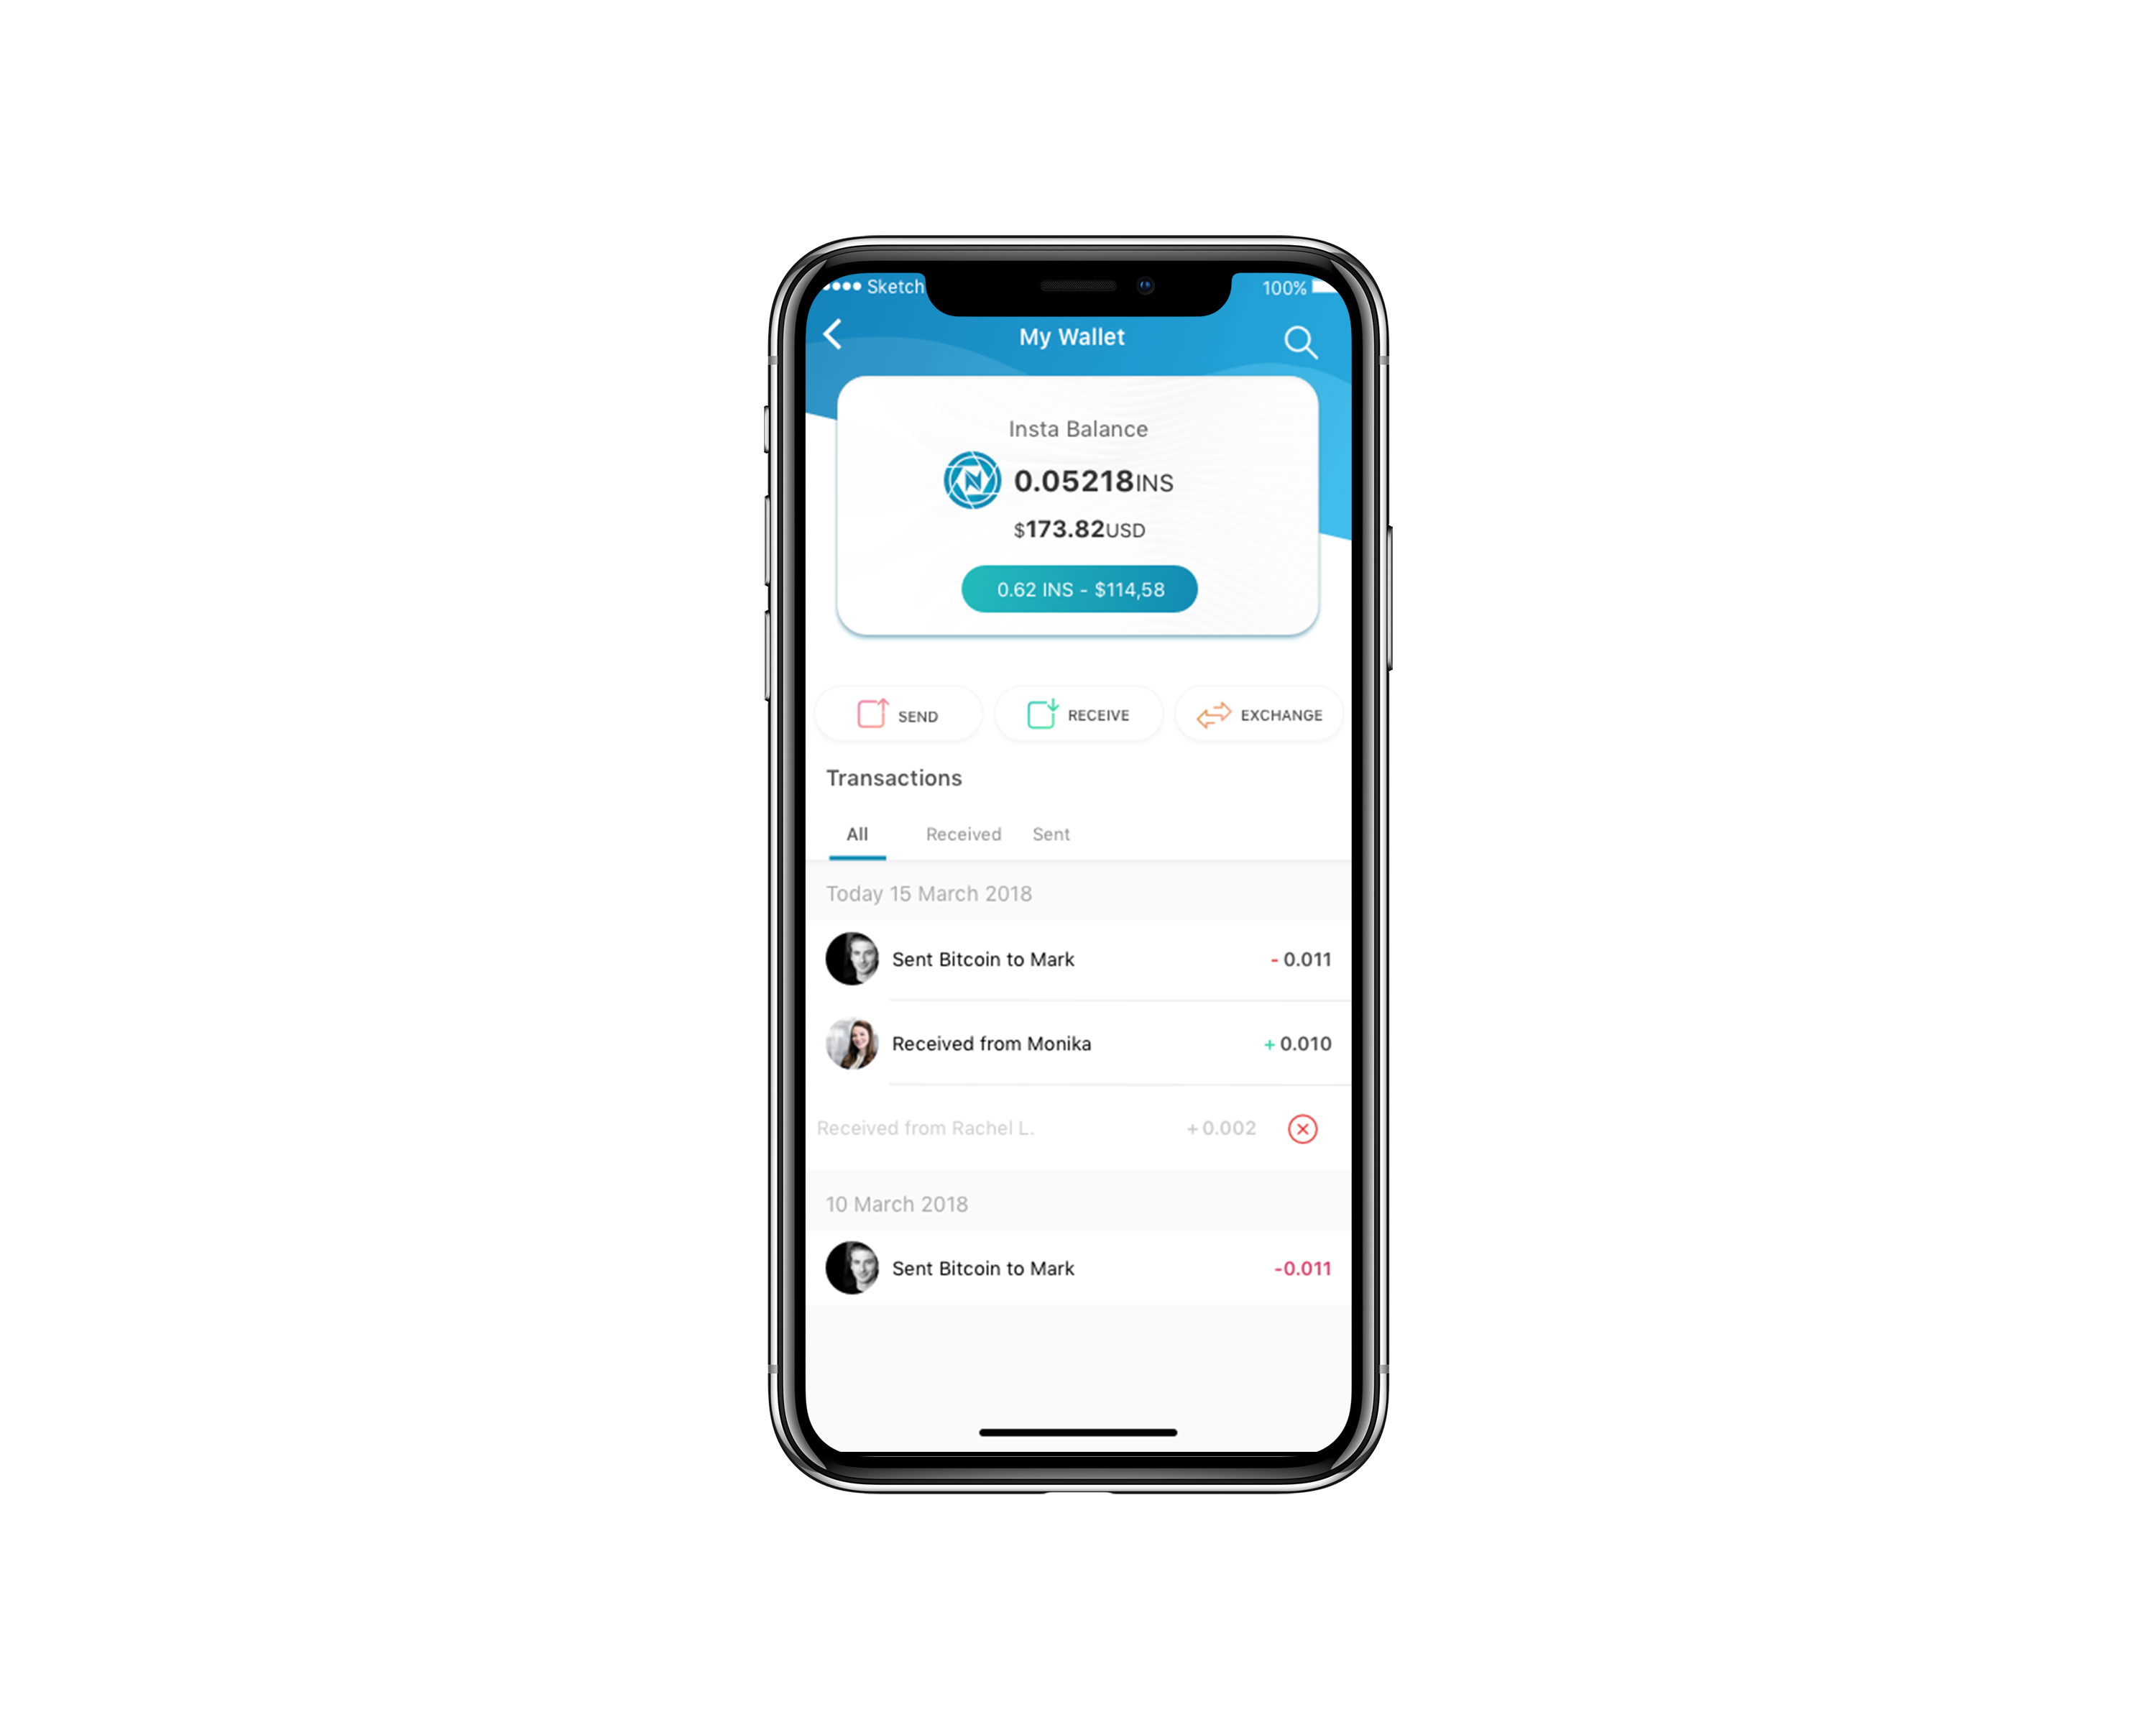 Sketch
100%
My Wallet
Insta Balance
0.05218INS
$173.82USD
0.62 INS - $114,58
SEND
RECEIVE
EXCHANGE
Transactions
All
Received
Sent
Today 15 March 2018
Sent Bitcoin to Mark
- 0.011
Received from Monika
+ 0.010
Received from Rachel L.
+ 0.002
10 March 2018
Sent Bitcoin to Mark
-0.011